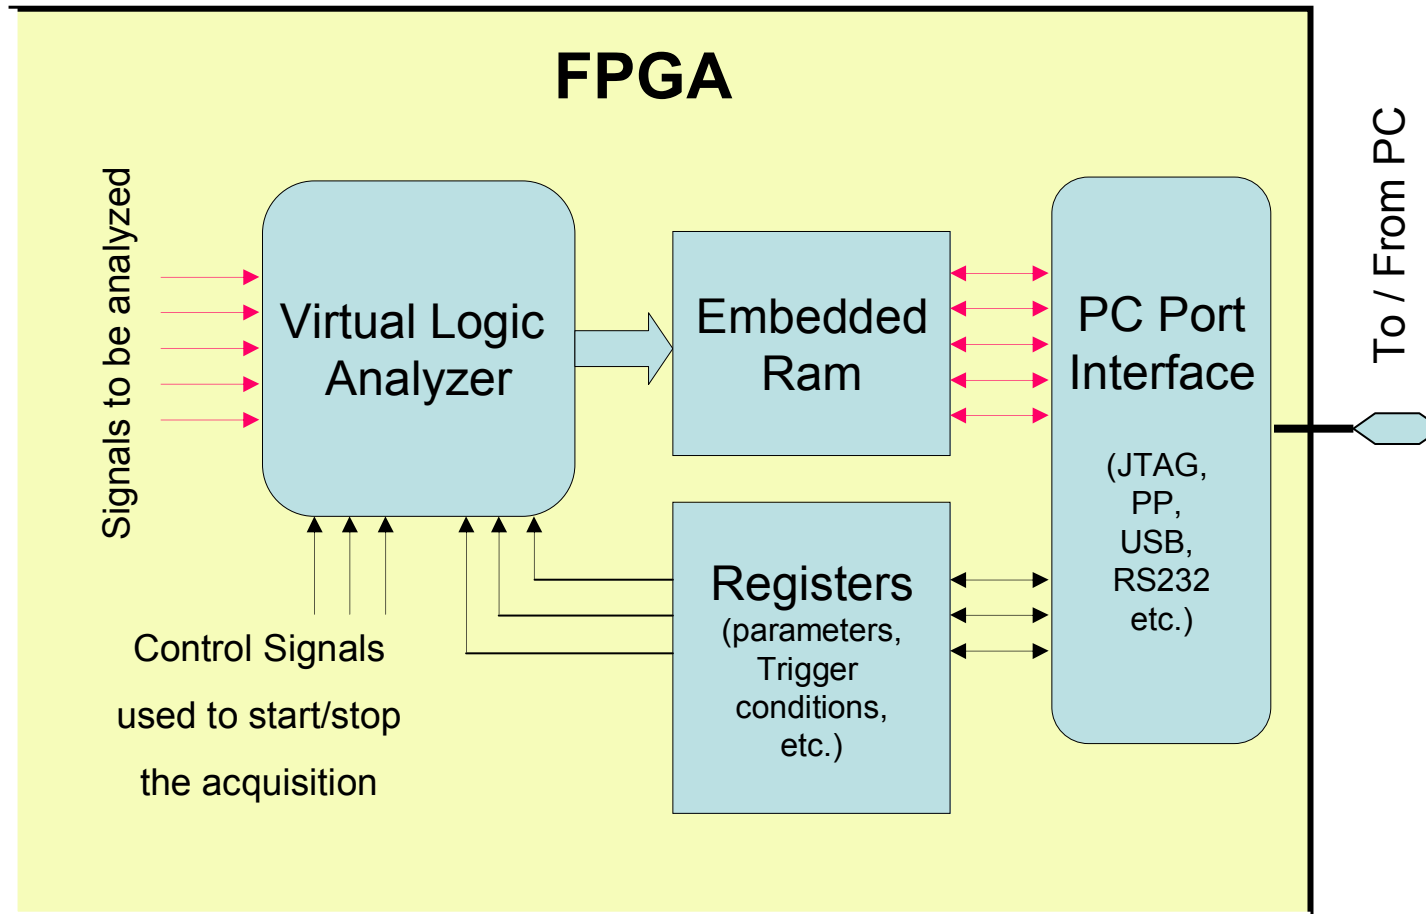 FPGA
Signals to be analyzed
Virtual Logic
Analyzer
Embedded
Ram
PC Port
Interface
(JTAG,
PP,
USB,
RS232
etc.)
To / From PC
Registers
(parameters,
Trigger
conditions,
etc.)
Control Signals
used to start/stop
the acquisition